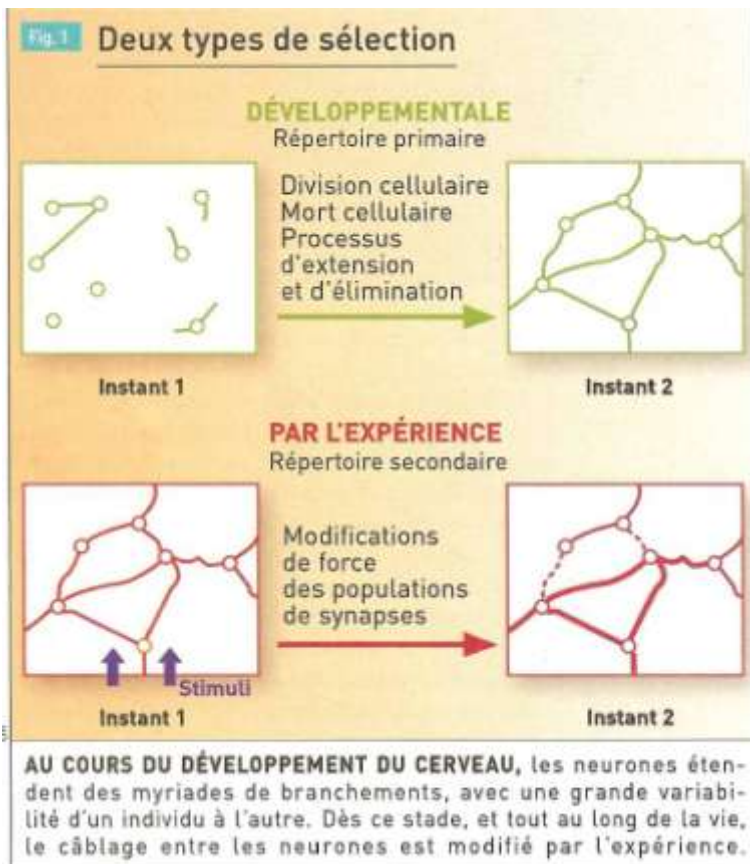 Fig. 1 Deux types de sélection
DÉVELOPPEMENTALE
Répertoire primaire
Division cellulaire
Mort cellulaire
Processus
d'extension
et d'élimination
Instant 1
Instant 2
PAR L'EXPÉRIENCE
Répertoire secondaire
Modifications
de force
des populations
de synapses
Stimuli
Instant 1
Instant 2
AU COURS DU DÉVELOPPEMENT DU CERVEAU, les neurones éten-
dent des myriades de branchements, avec une grande variabi-
lité d'un individu à l'autre. Dès ce stade, et tout au long de la vie,
le câblage entre les neurones est modifié par l'expérience.